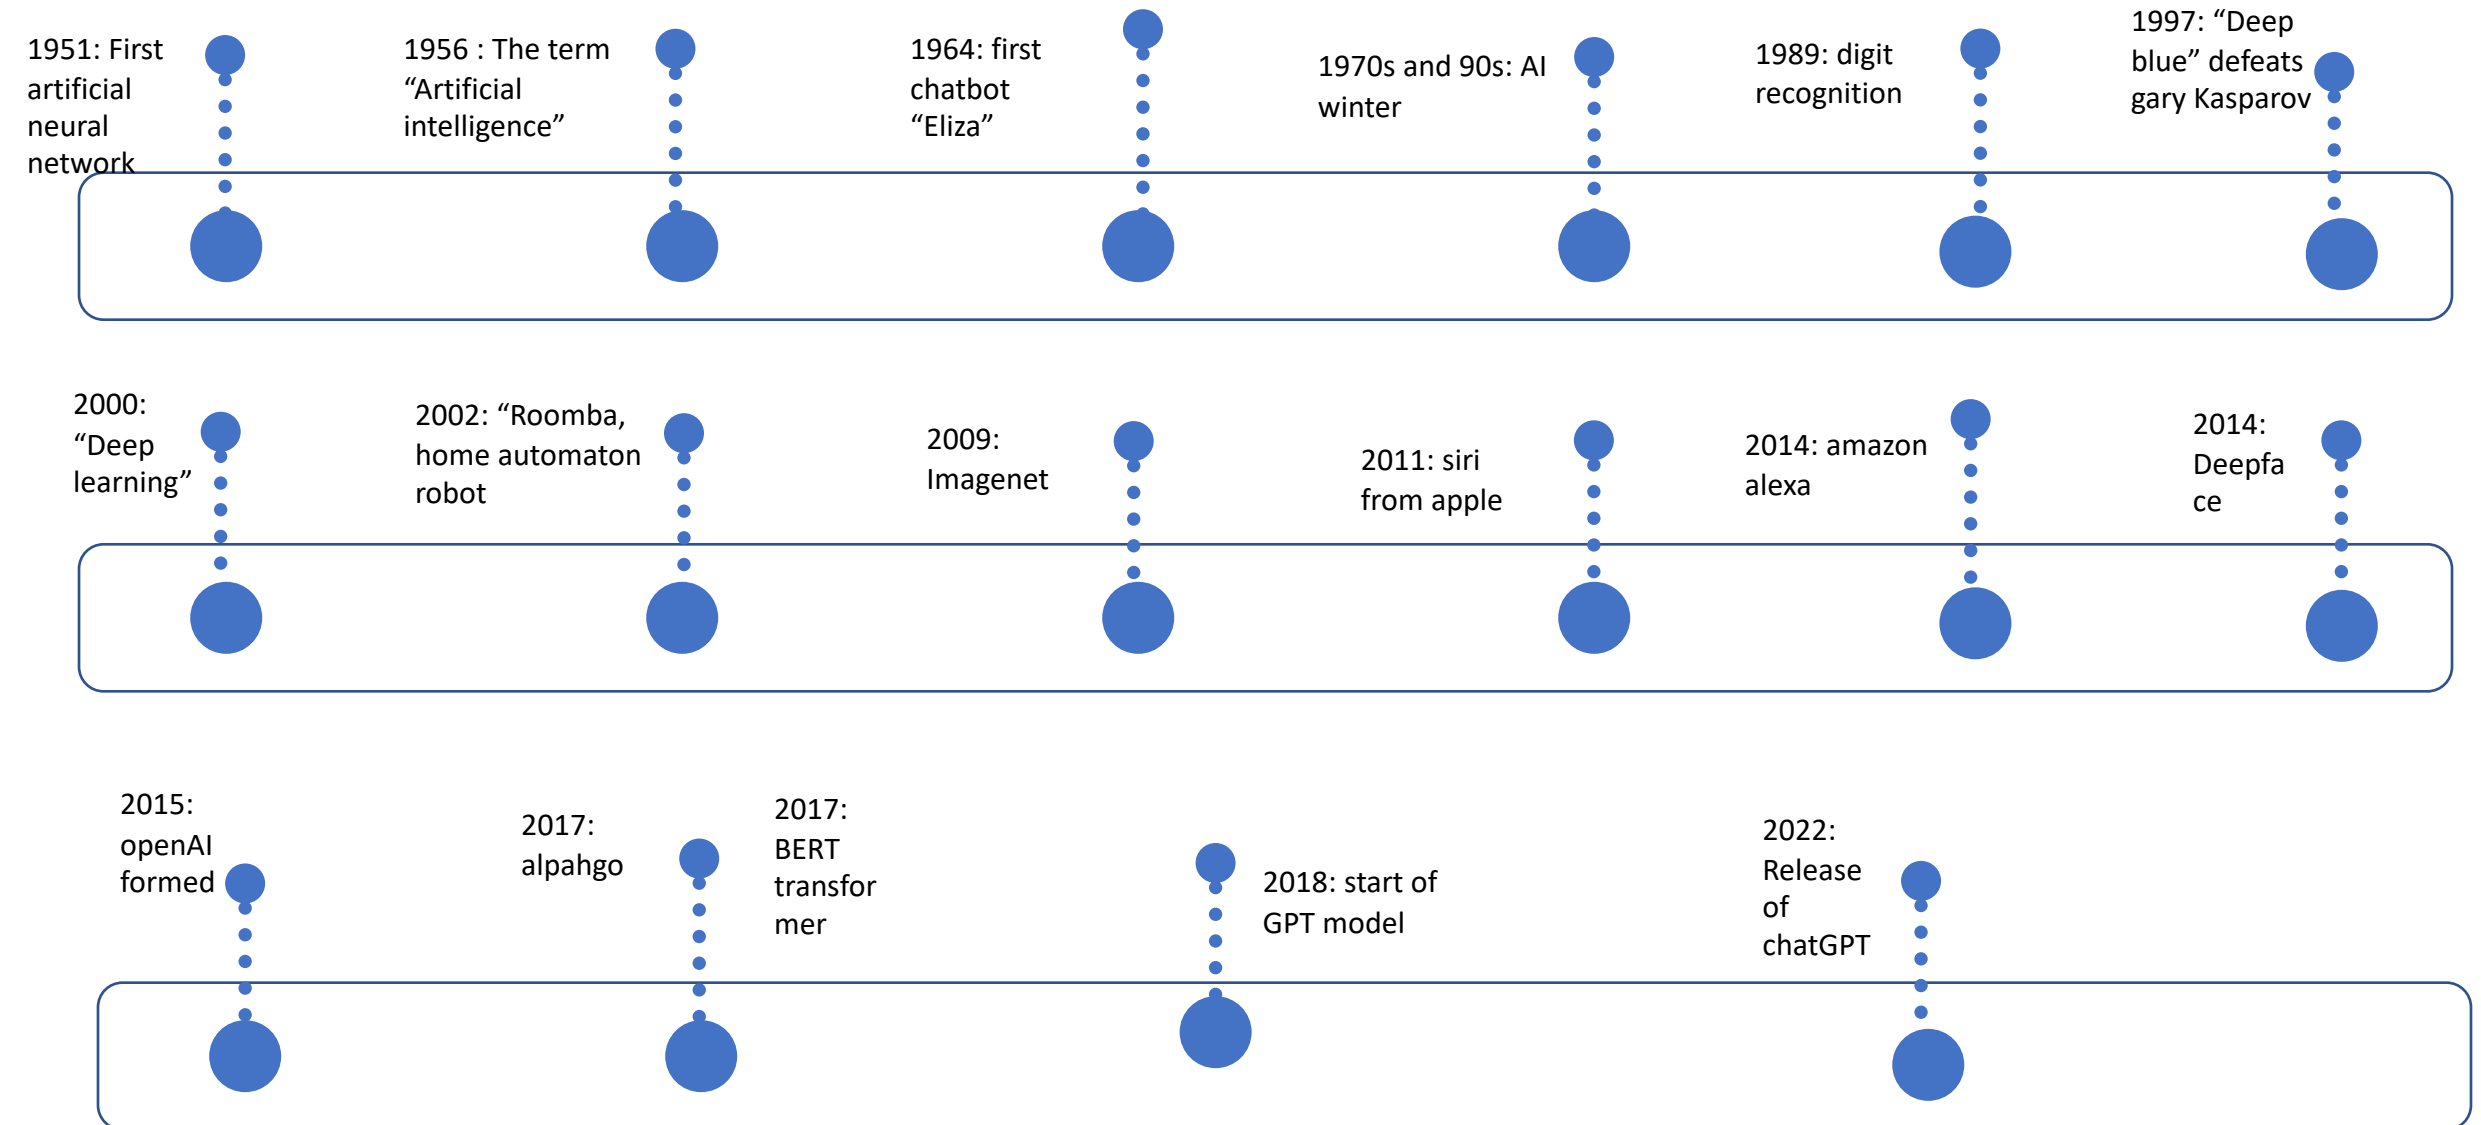 1951: First
artificial
neural
network
1956 : The term
“Artificial
intelligence”
1964: first
chatbot
“Eliza”
1970s and 90s: AI
winter
1989: digit
recognition
1997: “Deep
blue” defeats
gary Kasparov
2000:
“Deep
learning”
2002: “Roomba,
home automaton
robot
2009:
Imagenet
2011: siri
from apple
2014: amazon
alexa
2014:
Deepfa
ce
2015:
openAI
formed
2017:
alpahgo
2017:
BERT
transfor
mer
2018: start of
GPT model
2022:
Release
of
chatGPT